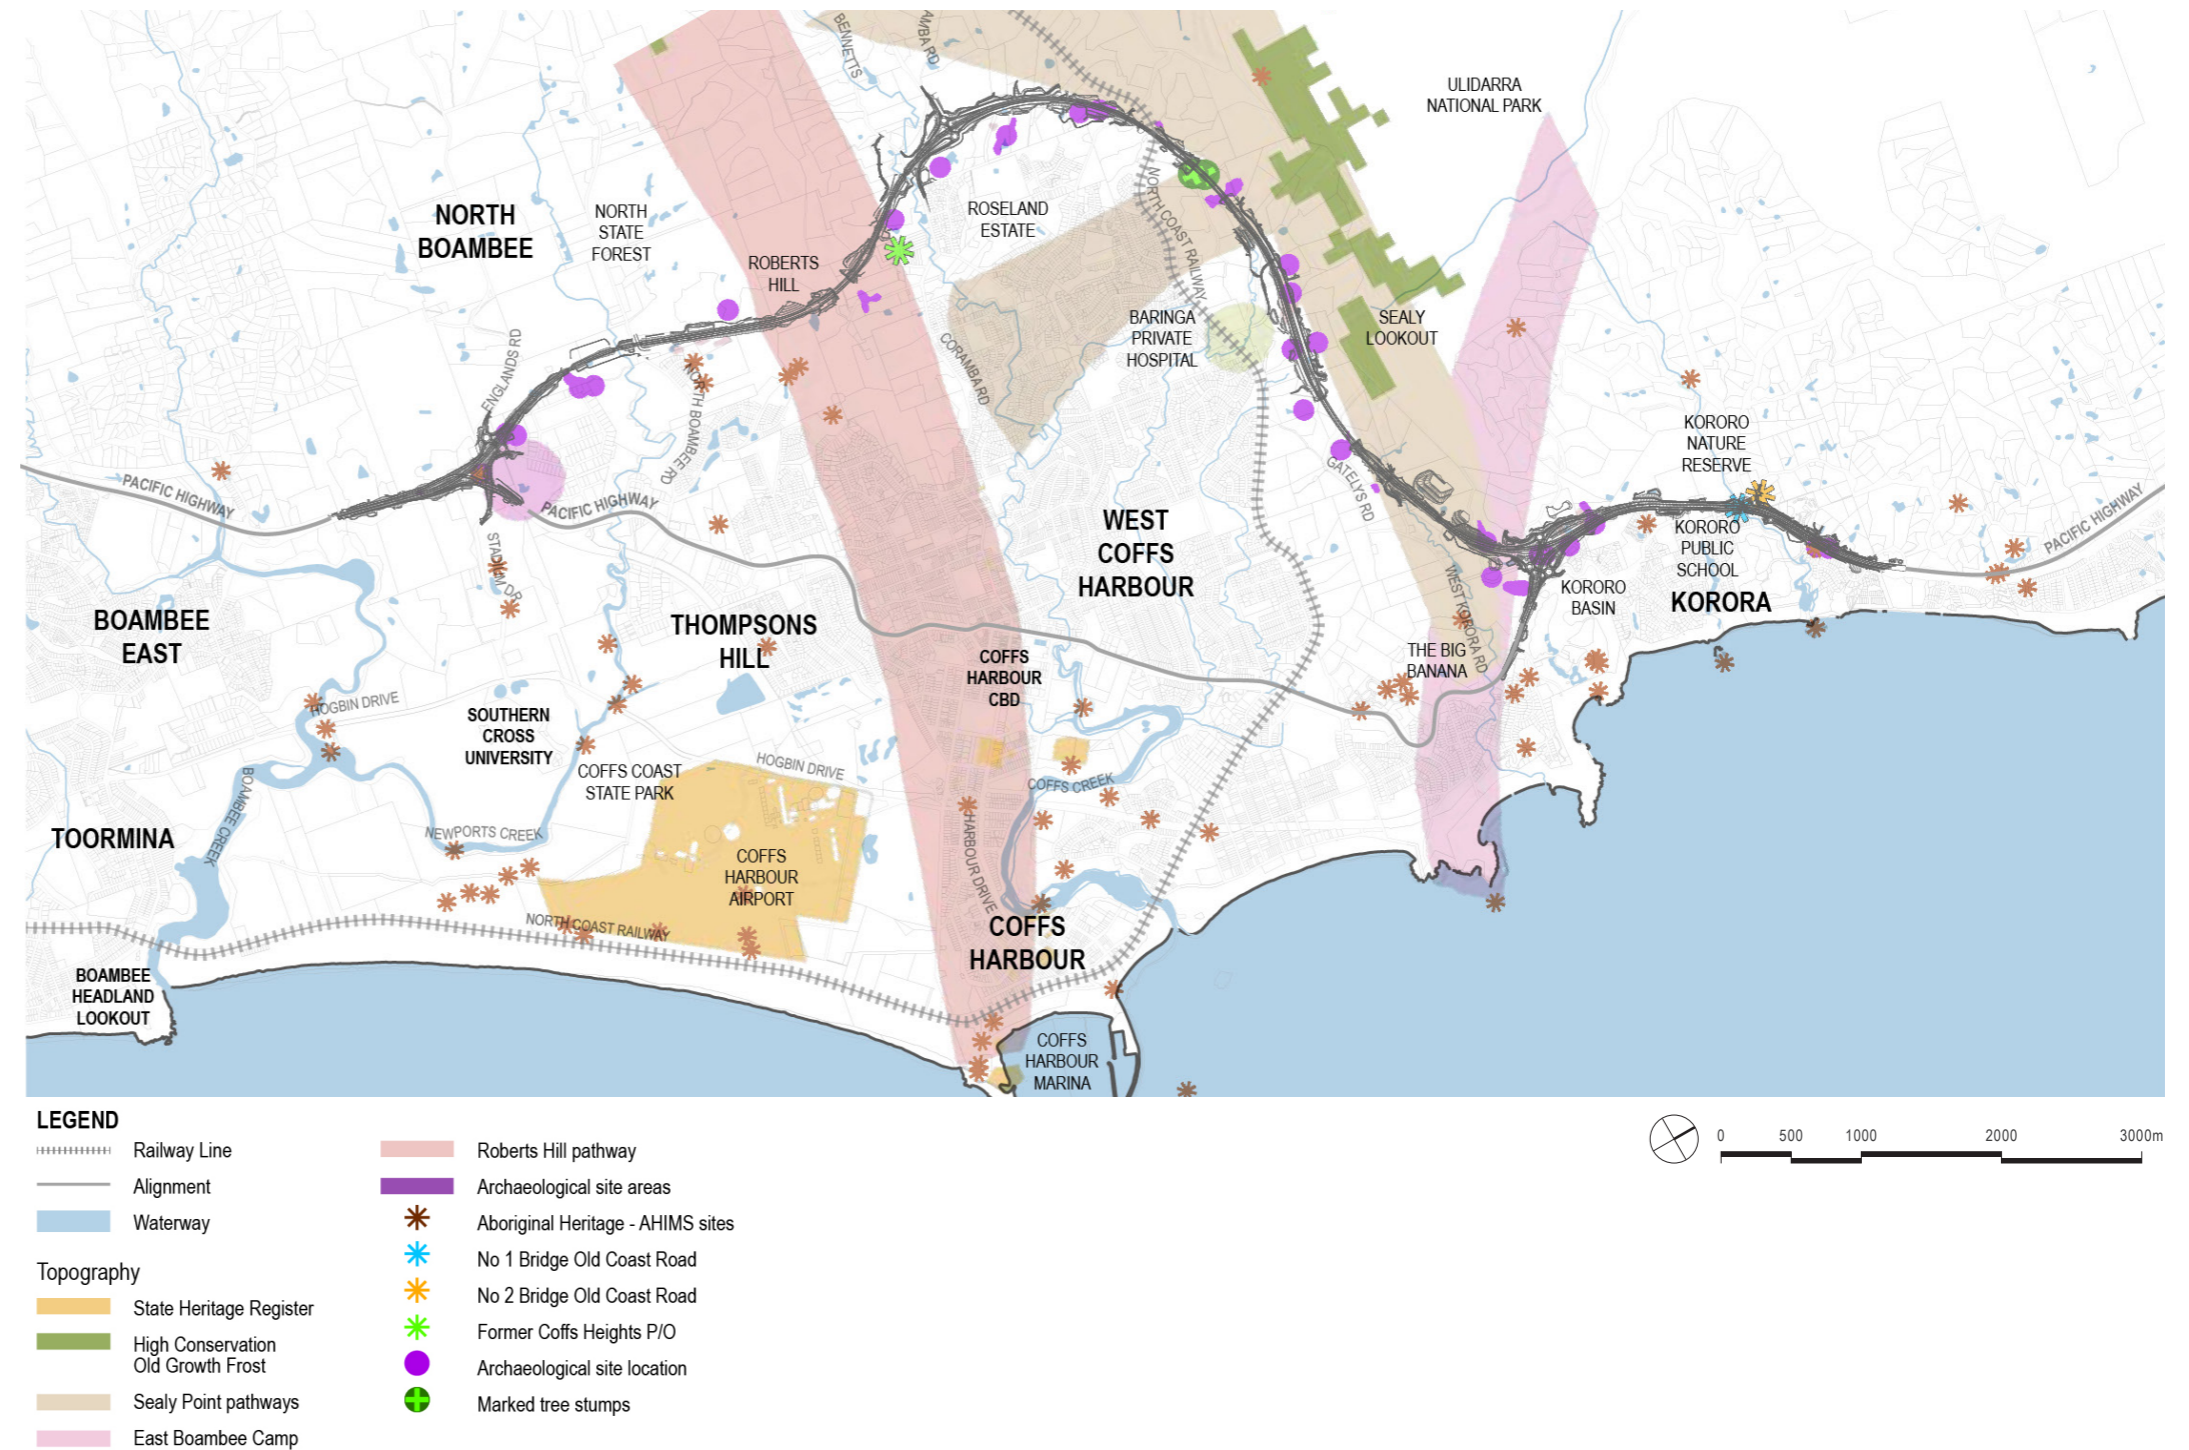 BENNETTS
AMBA RD
ULIDARRA
NATIONAL PARK
NORTH
BOAMBEE
NORTH
STATE
FOREST
ROBERTS
HILL
ROSELAND
ESTATE
NORTH COAST RAILWAY
BARINGA
PRIVATE
HOSPITAL
SEALY
LOOKOUT
CORAMBA RD
ENGLANDS RD
NORTH BOAMBEE RD
KORORO
NATURE
RESERVE
GATELYS RD
PACIFIC HIGHWAY
PACIFIC HIGHWAY
PACIFIC HIGHWAY
STADIUM DR
WEST
COFFS
HARBOUR
KORORO
PUBLIC
SCHOOL
KORORO
BASIN
KORORA
WEST KORORA RD
BOAMBEE
EAST
THOMPSONS
HILL
COFFS
HARBOUR
CBD
THE BIG
BANANA
HOGBIN DRIVE
SOUTHERN
CROSS
UNIVERSITY
COFFS COAST
STATE PARK
HOGBIN DRIVE
COFFS CREEK
BOAMBEE CREEK
NEWPORTS CREEK
TOORMINA
COFFS
HARBOUR
AIRPORT
HARBOUR DRIVE
NORTH COAST RAILWAY
COFFS
HARBOUR
BOAMBEE
HEADLAND
LOOKOUT
COFFS
HARBOUR
MARINA
LEGEND
Railway Line
Alignment
Waterway
Topography
State Heritage Register
High Conservation
Old Growth Frost
Sealy Point pathways
East Boambee Camp
Roberts Hill pathway
Archaeological site areas
Aboriginal Heritage - AHIMS sites
No 1 Bridge Old Coast Road
No 2 Bridge Old Coast Road
Former Coffs Heights P/O
Archaeological site location
Marked tree stumps
0 500 1000 2000 3000m